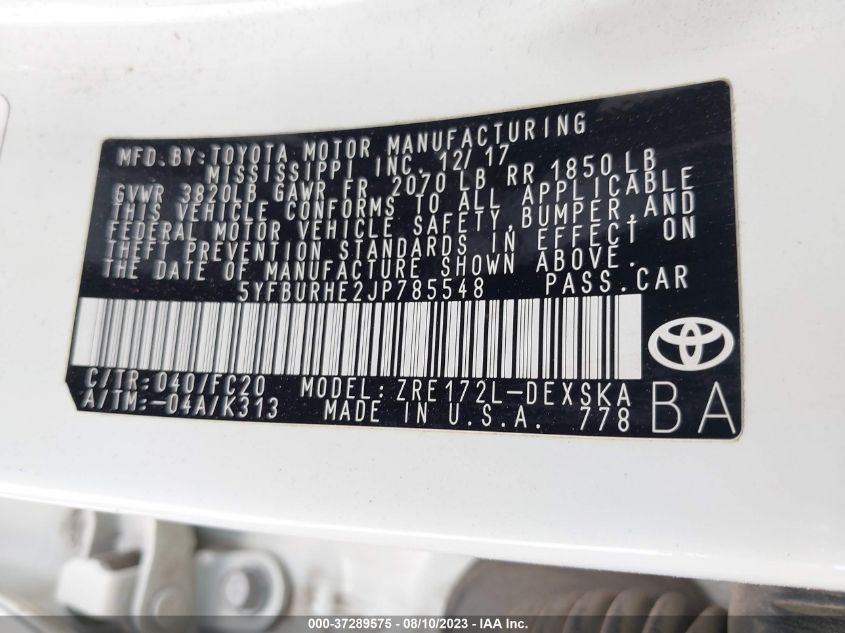 MFD. BY: TOYOTA MOTOR MANUFACTURING
MISSISSIPPI INC. 12/17
GVWR 3820LB GAWR FR 2070 LB RR 1850 LB
THIS VEHICLE CONFORMS TO ALL APPLICABLE
FEDERAL MOTOR VEHICLE SAFETY, BUMPER, AND
THEFT PREVENTION STANDARDS IN EFFECT ON
THE DATE OF MANUFACTURE SHOWN ABOVE.
5YFBURHE2JP785548 PASS.CAR
C/TR: 040/FC20 MODEL: ZRE172L-DEXSKA
A/TM: -04A/K313 MADE IN U.S.A. 778 BA
000-37289575 - 08/10/2023 - Copyright © 2023 IAA, Inc.